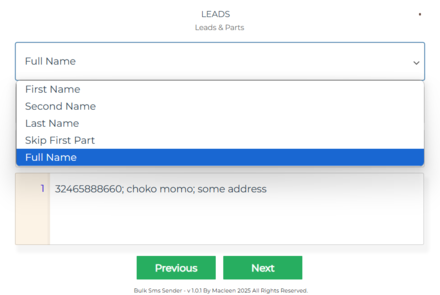 LEADS
Leads & Parts
Full Name
First Name
Second Name
Last Name
Skip First Part
Full Name
1 32465888660; choko momo; some address
Previous Next
Bulk Sms Sender - v 1.0.1 By Macleen 2025 All Rights Reserved.